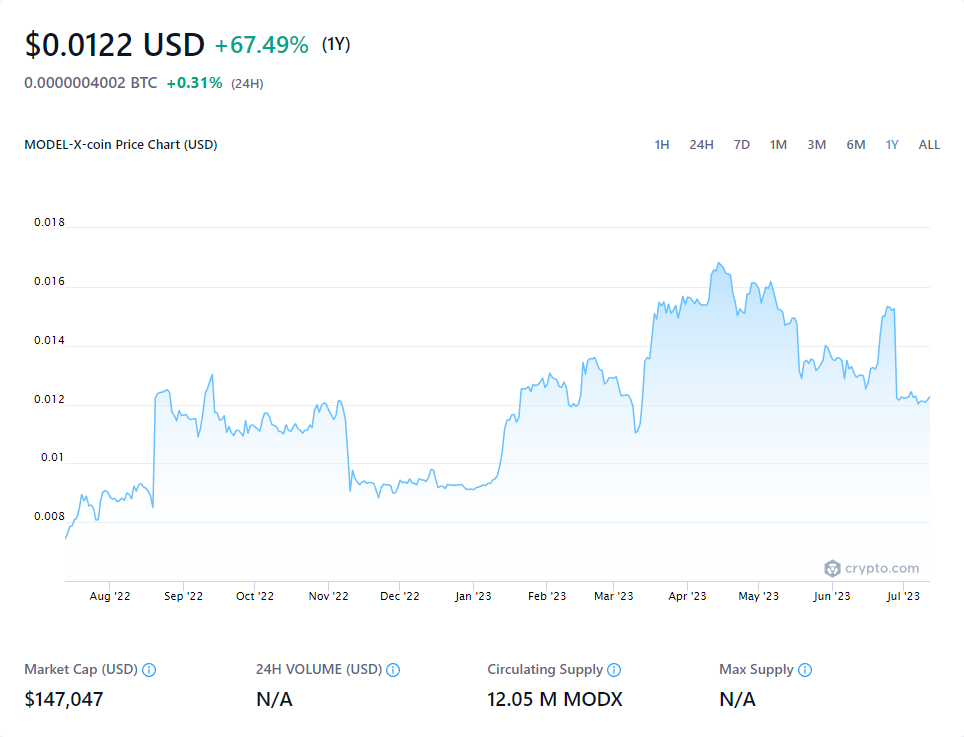 $0.0122 USD +67.49% (1Y)
0.0000004002 BTC +0.31% (24H)
MODEL-X-coin Price Chart (USD) 1H 24H 7D 1M 3M 6M 1Y ALL
0.018
0.016
0.014
0.012
0.01
0.008
crypto.com
Aug '22 Sep '22 Oct '22 Nov '22 Dec '22 Jan '23 Feb '23 Mar '23 Apr '23 May '23 Jun '23 Jul '23
Market Cap (USD) 24H VOLUME (USD) Circulating Supply Max Supply
$147,047 N/A 12.05 M MODX N/A